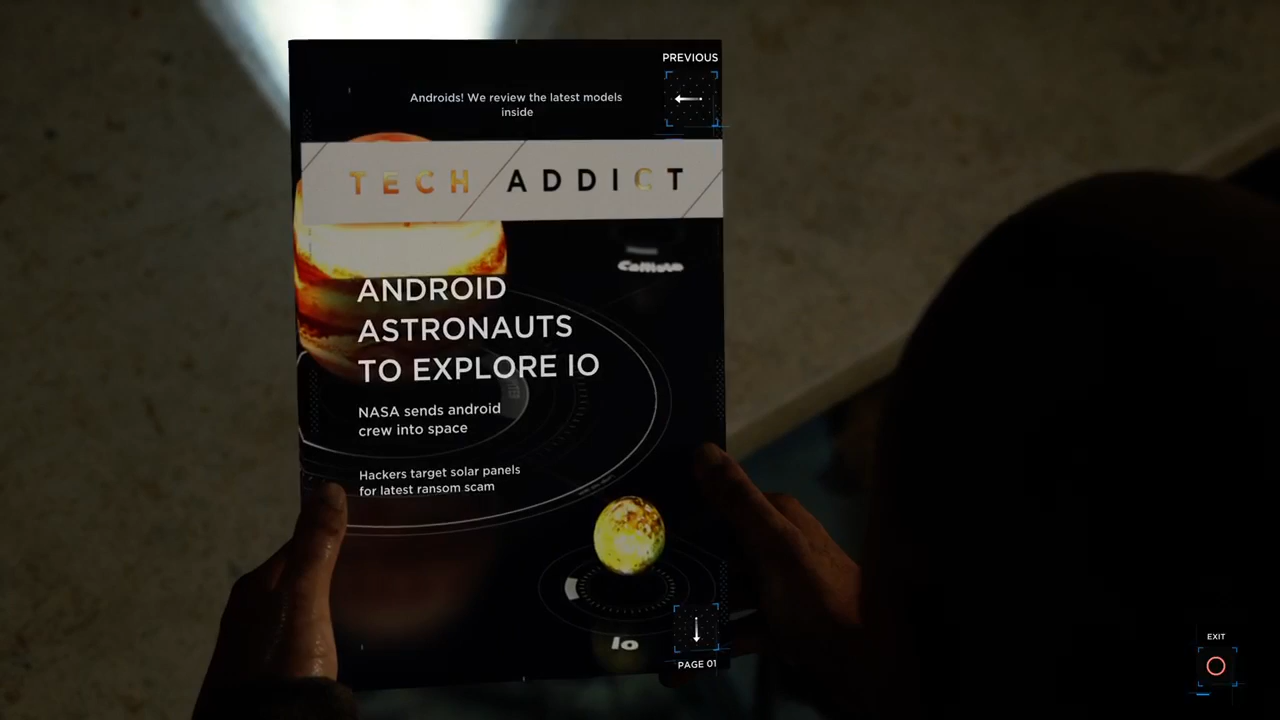 PREVIOUS
Androids! We review the latest models
inside
TECH ADDICT
Callisto
ANDROID
ASTRONAUTS
TO EXPLORE IO
NASA sends android
crew into space
Hackers target solar panels
for latest ransom scam
Io
PAGE 01
EXIT